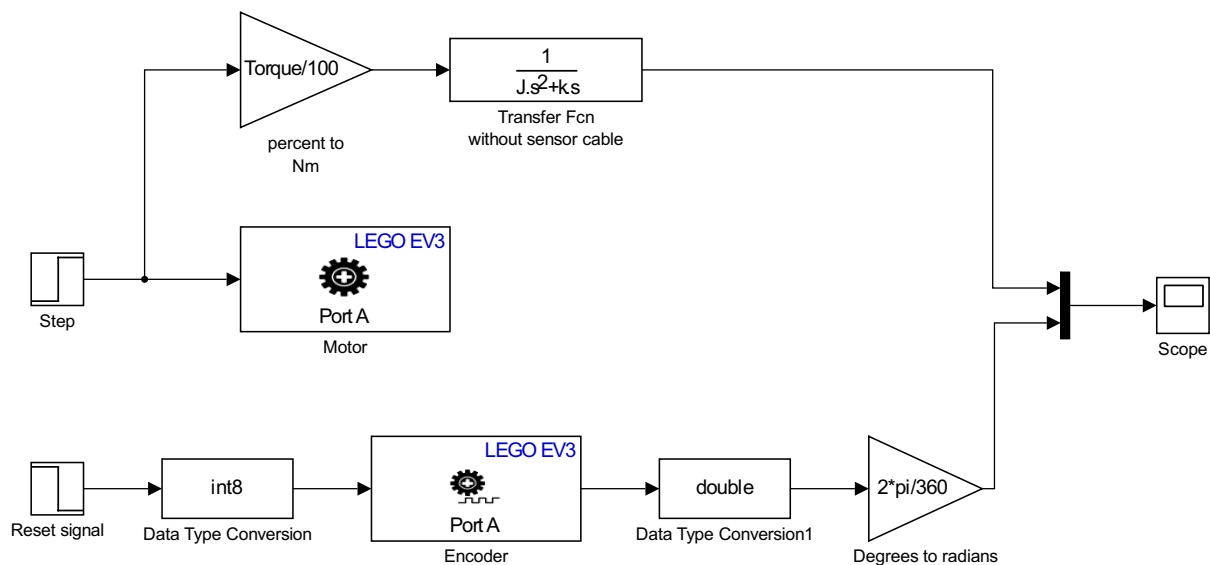 Torque/100
percent to
Nm
1
J.s2+k.s
Transfer Fcn
without sensor cable
Step
LEGO EV3
Port A
Motor
Scope
Reset signal
int8
Data Type Conversion
LEGO EV3
Port A
Encoder
double
Data Type Conversion1
2*pi/360
Degrees to radians